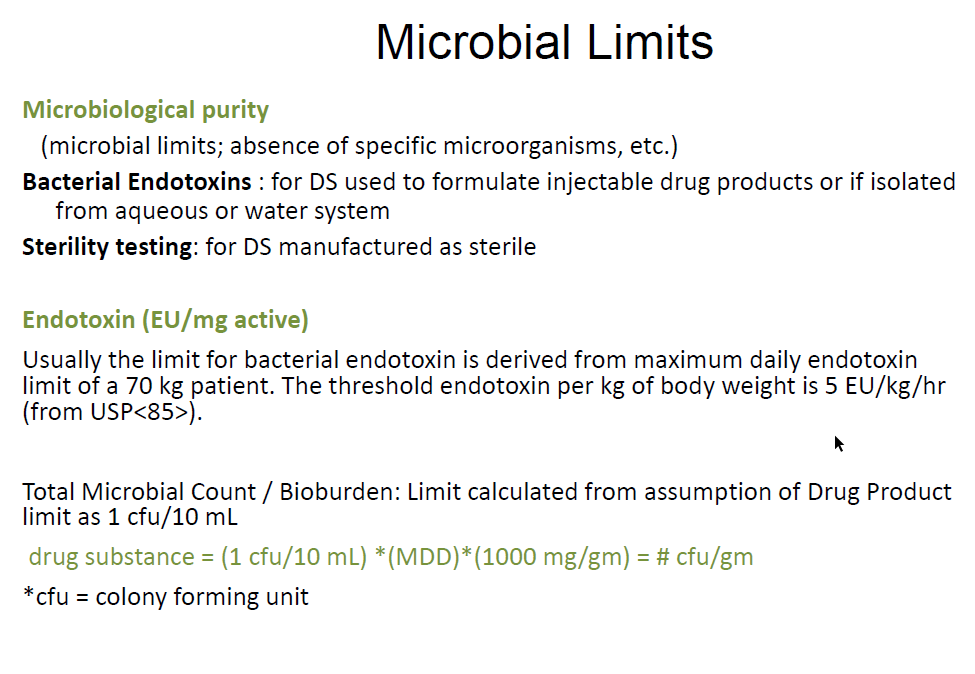 Microbial Limits
Microbiological purity
(microbial limits; absence of specific microorganisms, etc.)
Bacterial Endotoxins : for DS used to formulate injectable drug products or if isolated
from aqueous or water system
Sterility testing: for DS manufactured as sterile
Endotoxin (EU/mg active)
Usually the limit for bacterial endotoxin is derived from maximum daily endotoxin
limit of a 70 kg patient. The threshold endotoxin per kg of body weight is 5 EU/kg/hr
(from USP<85>).
Total Microbial Count / Bioburden: Limit calculated from assumption of Drug Product
limit as 1 cfu/10 mL
drug substance = (1 cfu/10 mL) *(MDD)*(1000 mg/gm) = # cfu/gm
*cfu = colony forming unit